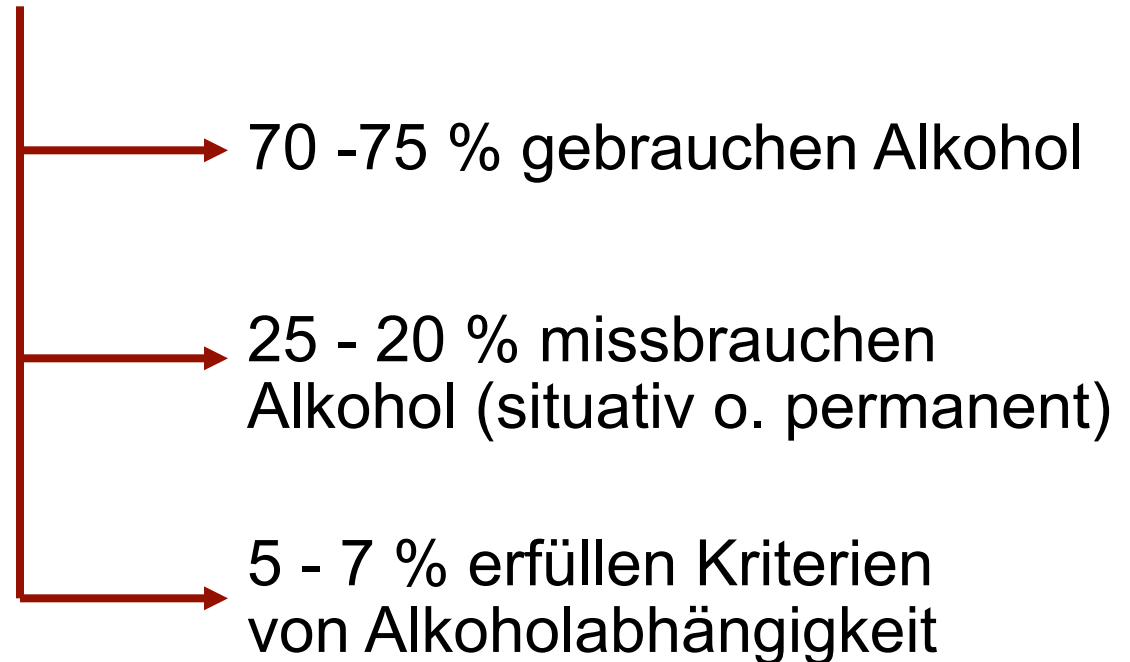 70 -75 % gebrauchen Alkohol
25 - 20 % missbrauchen
Alkohol (situativ o. permanent)
5 - 7 % erfüllen Kriterien
von Alkoholabhängigkeit